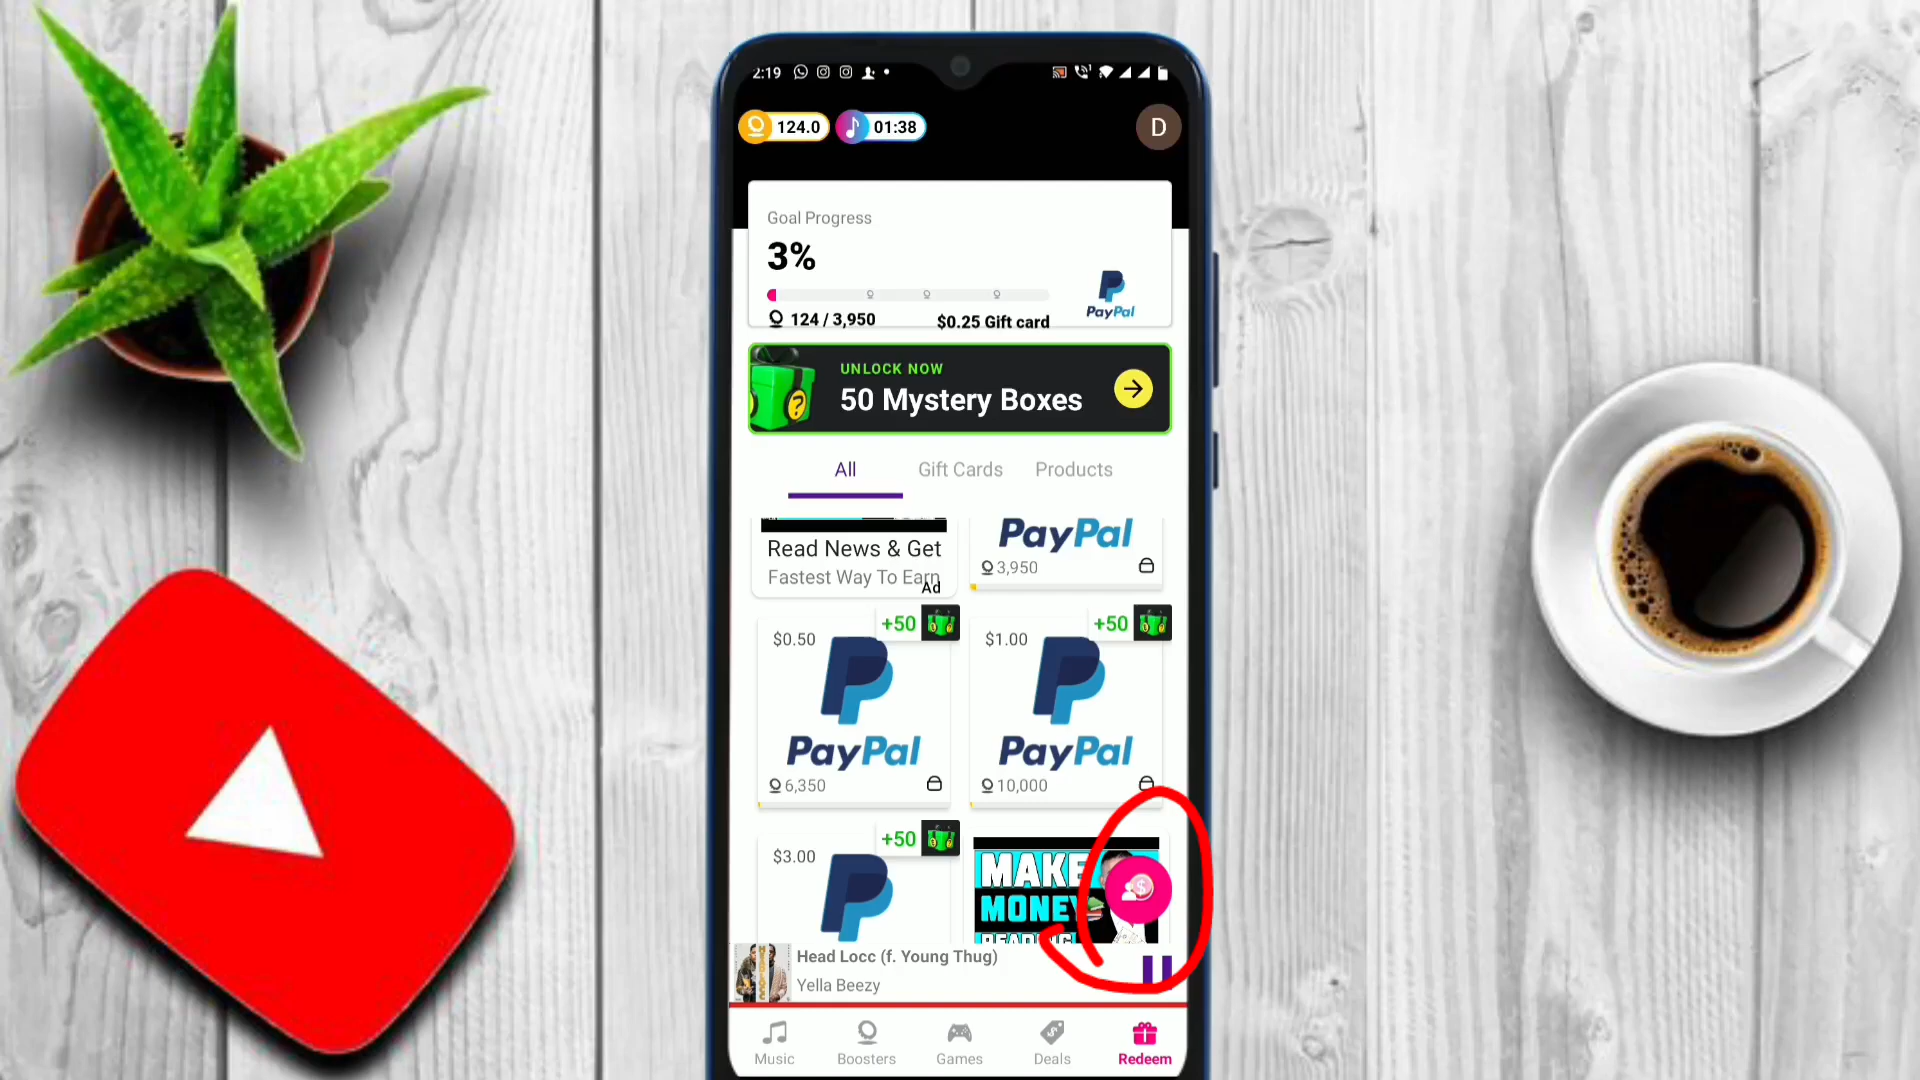 2:19
124.0
01:38
D
Goal Progress
3%
124 / 3,950
$0.25 Gift card
PayPal
UNLOCK NOW
50 Mystery Boxes
All
Gift Cards
Products
Read News & Get
Fastest Way To Earn
Ad
PayPal
3,950
$0.50
+50
PayPal
6,350
$1.00
+50
PayPal
10,000
$3.00
+50
MAKE
MONEY
READING
Head Locc (f. Young Thug)
Yella Beezy
Music
Boosters
Games
Deals
Redeem